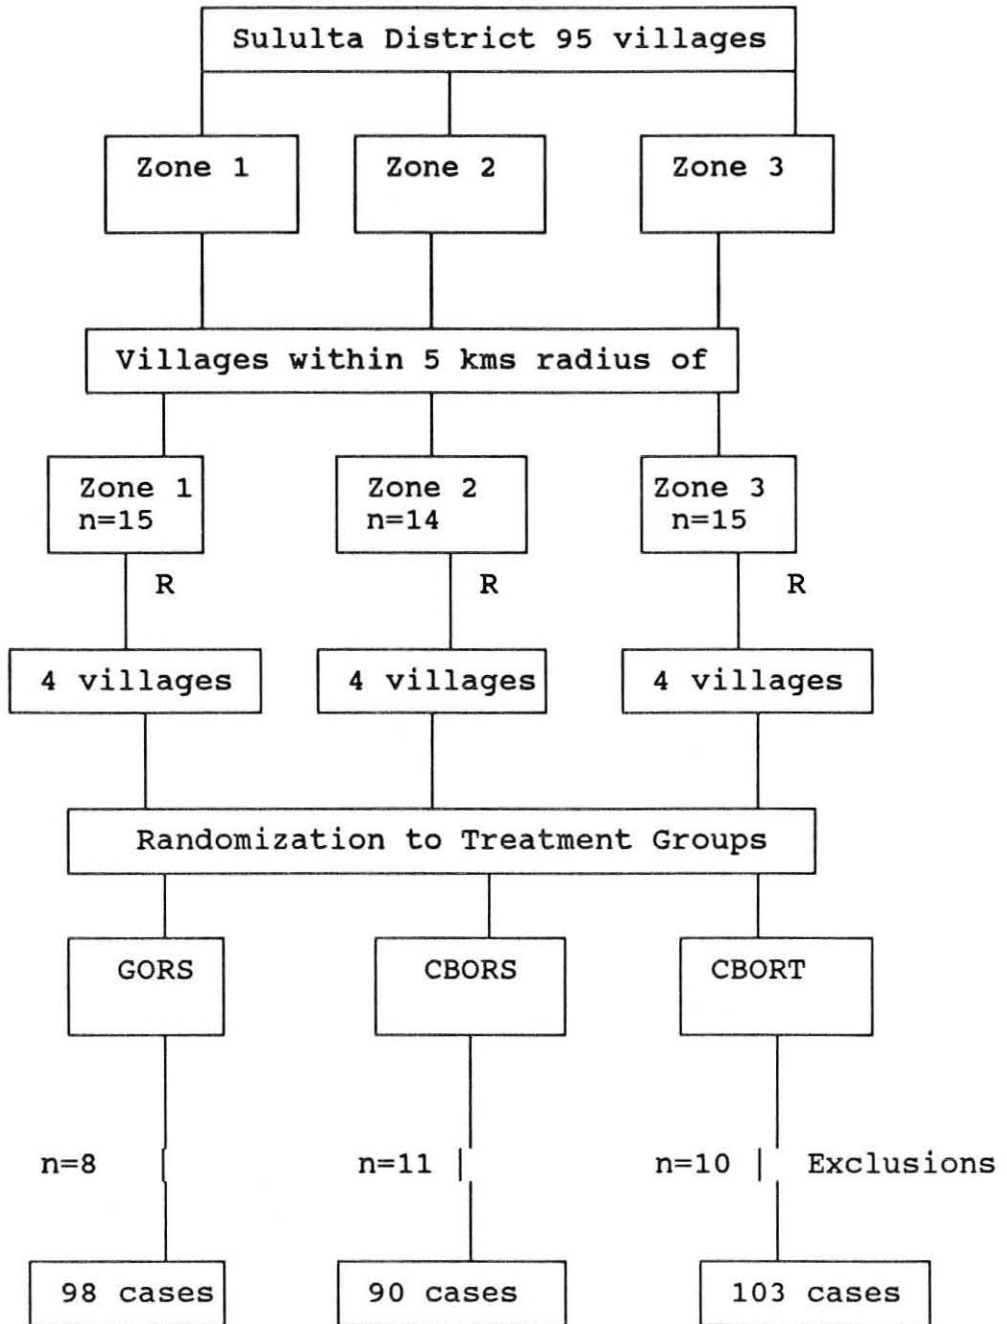 Sululta District 95 villages
Zone 1
Zone 2
Zone 3
Villages within 5 kms radius of
Zone 1
n=15
Zone 2
n=14
Zone 3
n=15
R
R
R
4 villages
4 villages
4 villages
Randomization to Treatment Groups
GORS
CBORS
CBORT
n=8
n=11
n=10
Exclusions
98 cases
90 cases
103 cases